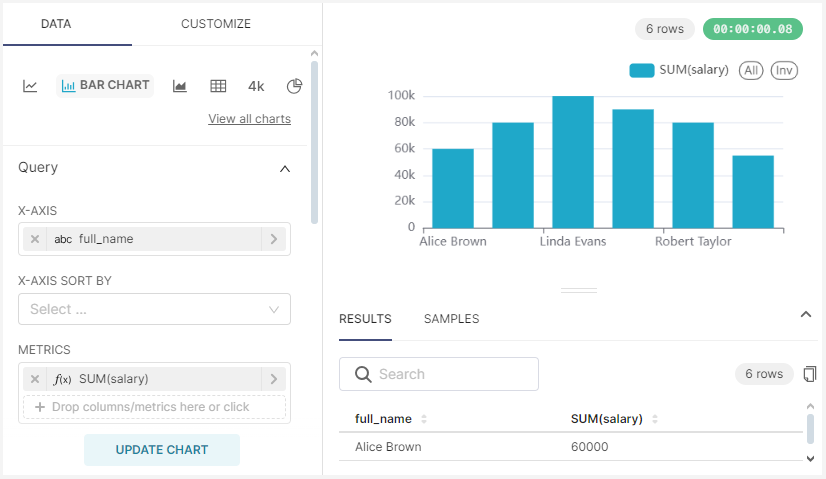 DATA
CUSTOMIZE
BAR CHART
4k
View all charts
Query
X-AXIS
abc full_name
X-AXIS SORT BY
Select ...
METRICS
f(x) SUM(salary)
+ Drop columns/metrics here or click
UPDATE CHART
6 rows
00:00:00.08
SUM(salary) All Inv
100k
80k
60k
40k
20k
0
Alice Brown Linda Evans Robert Taylor
RESULTS SAMPLES
Search
6 rows
full_name SUM(salary)
Alice Brown 60000